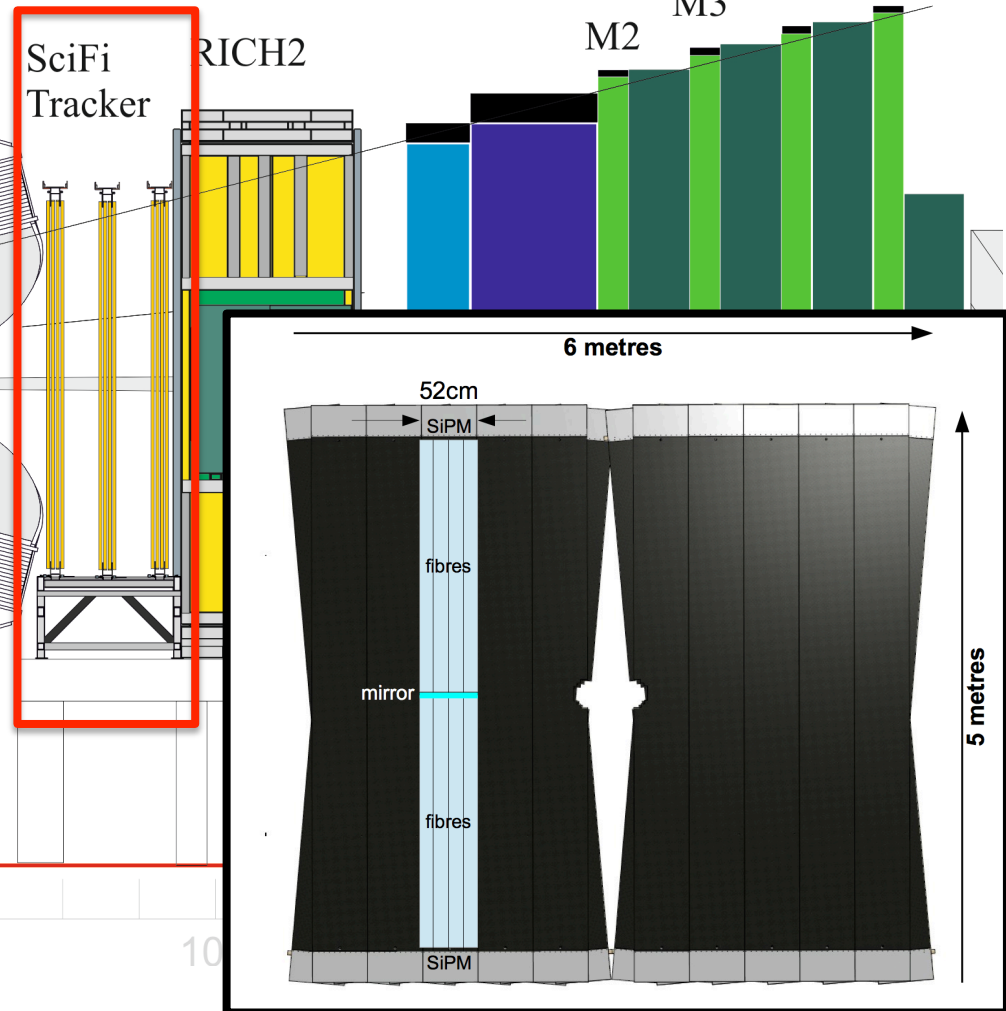 M3
M2
SciFi
Tracker
RICH2
6 metres
52cm
SiPM
fibres
mirror
5 metres
fibres
10
SiPM